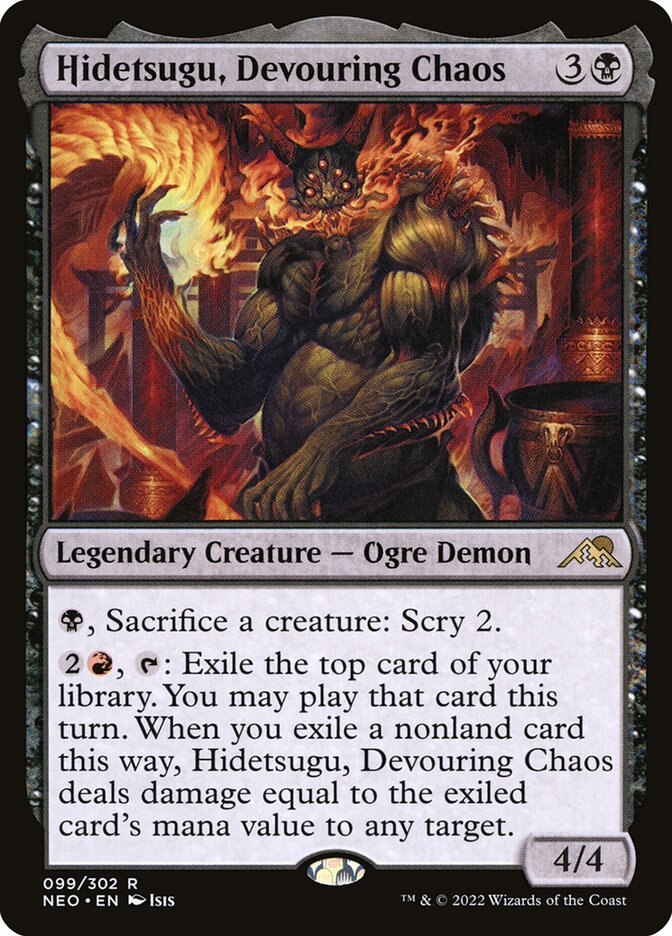 Hidetsugu, Devouring Chaos 3
Legendary Creature — Ogre Demon
, Sacrifice a creature: Scry 2.
2, : Exile the top card of your
library. You may play that card this
turn. When you exile a nonland card
this way, Hidetsugu, Devouring Chaos
deals damage equal to the exiled
card's mana value to any target.
4/4
099/302 R
NEO • EN Isis
™ & © 2022 Wizards of the Coast